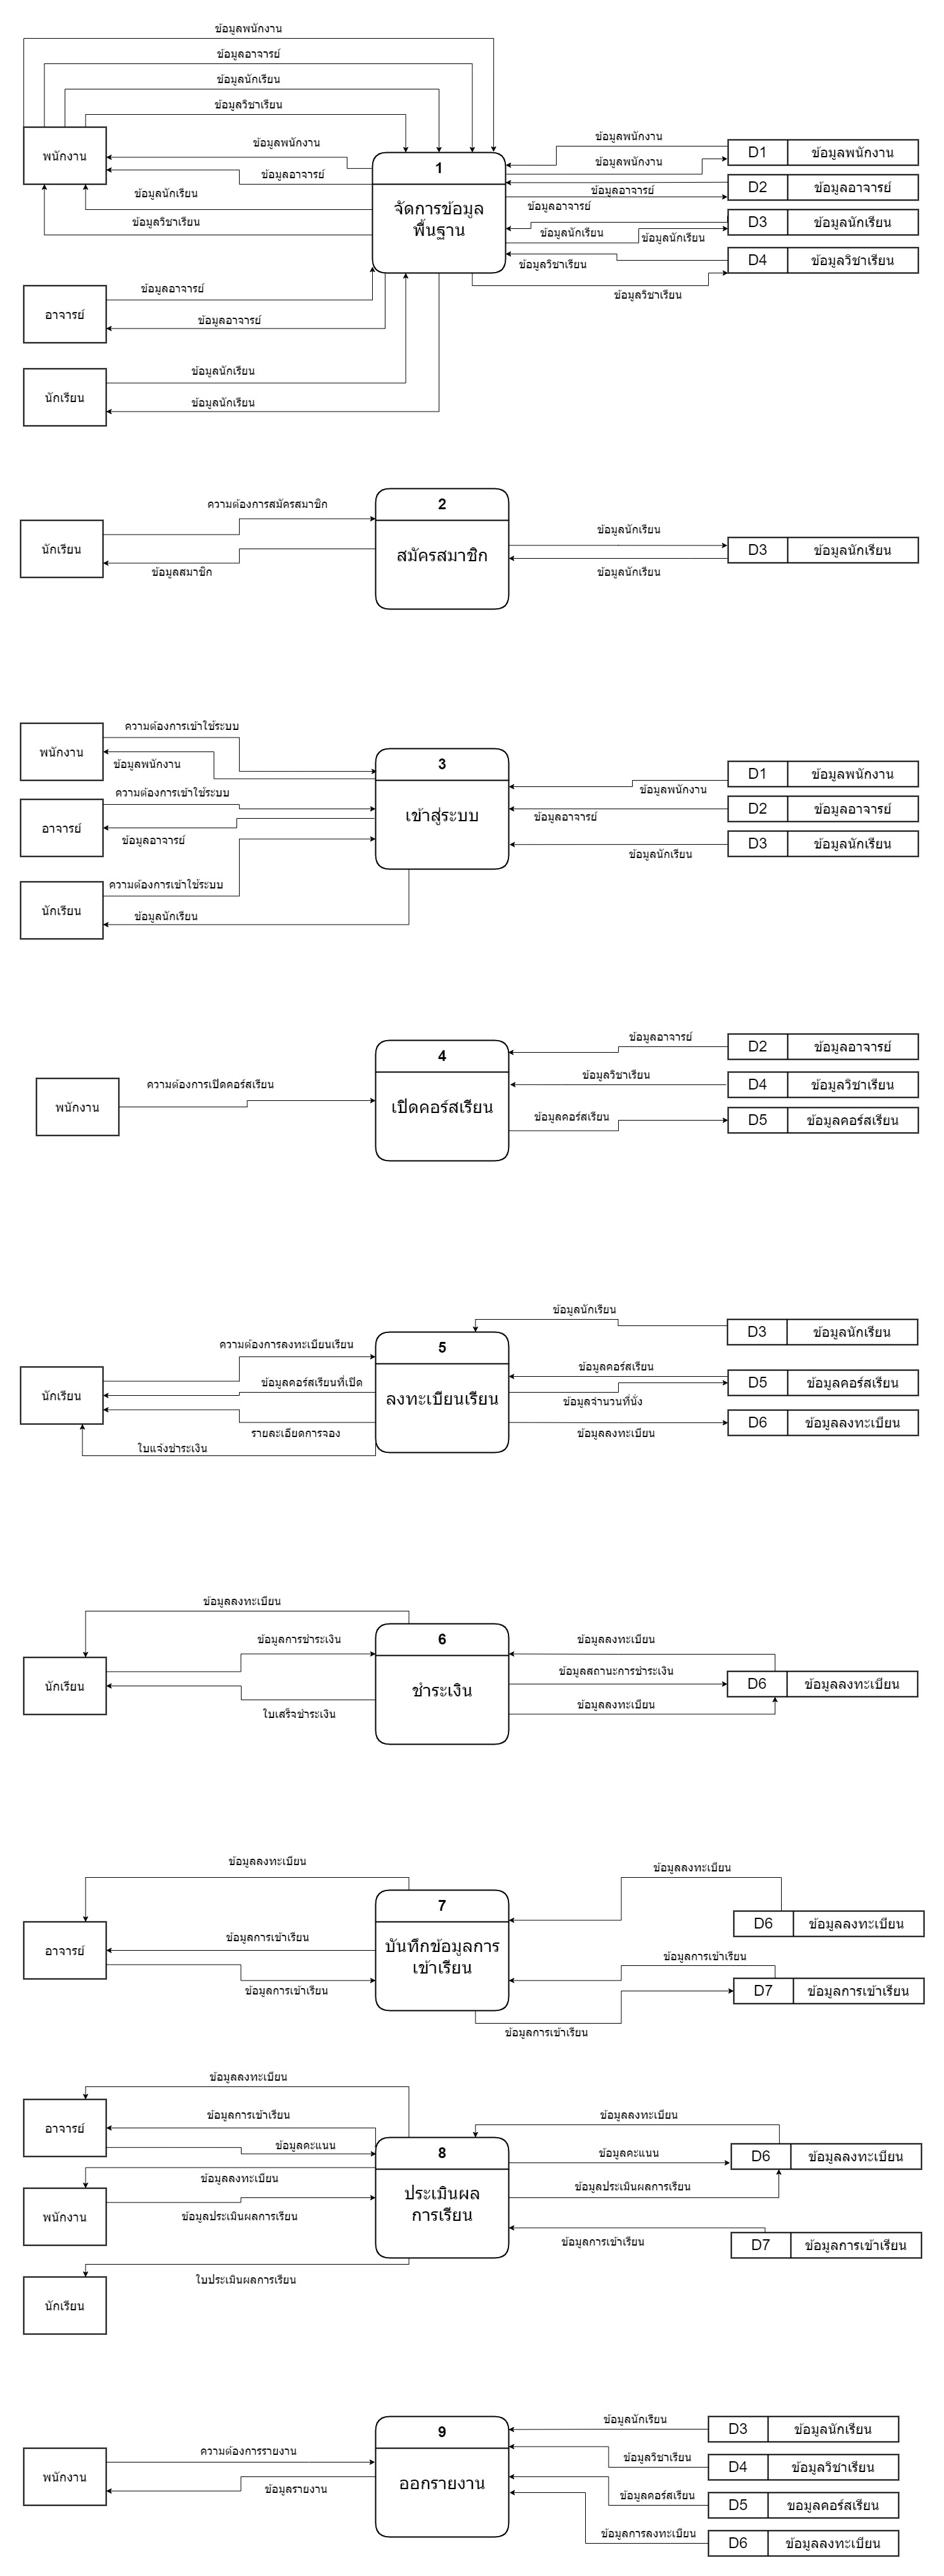 ข้อมูลพนักงาน
ข้อมูลอาจารย์
ข้อมูลนักเรียน
ข้อมูลวิชาเรียน
พนักงาน
ข้อมูลพนักงาน
ข้อมูลอาจารย์
ข้อมูลนักเรียน
ข้อมูลวิชาเรียน
1
จัดการข้อมูล
พื้นฐาน
ข้อมูลพนักงาน
ข้อมูลพนักงาน
ข้อมูลอาจารย์
ข้อมูลอาจารย์
ข้อมูลนักเรียน
ข้อมูลนักเรียน
ข้อมูลวิชาเรียน
ข้อมูลวิชาเรียน
D1 ข้อมูลพนักงาน
D2 ข้อมูลอาจารย์
D3 ข้อมูลนักเรียน
D4 ข้อมูลวิชาเรียน
อาจารย์
ข้อมูลอาจารย์
ข้อมูลอาจารย์
นักเรียน
ข้อมูลนักเรียน
ข้อมูลนักเรียน
นักเรียน
ความต้องการสมัครสมาชิก
ข้อมูลสมาชิก
2
สมัครสมาชิก
ข้อมูลนักเรียน
ข้อมูลนักเรียน
D3 ข้อมูลนักเรียน
พนักงาน
ความต้องการเข้าใช้ระบบ
ข้อมูลพนักงาน
อาจารย์
ความต้องการเข้าใช้ระบบ
ข้อมูลอาจารย์
นักเรียน
ความต้องการเข้าใช้ระบบ
ข้อมูลนักเรียน
3
เข้าสู่ระบบ
ข้อมูลพนักงาน
ข้อมูลอาจารย์
ข้อมูลนักเรียน
D1 ข้อมูลพนักงาน
D2 ข้อมูลอาจารย์
D3 ข้อมูลนักเรียน
พนักงาน
ความต้องการเปิดคอร์สเรียน
4
เปิดคอร์สเรียน
ข้อมูลอาจารย์
ข้อมูลวิชาเรียน
ข้อมูลคอร์สเรียน
D2 ข้อมูลอาจารย์
D4 ข้อมูลวิชาเรียน
D5 ข้อมูลคอร์สเรียน
นักเรียน
ความต้องการลงทะเบียนเรียน
ข้อมูลคอร์สเรียนที่เปิด
รายละเอียดการจอง
ใบแจ้งชำระเงิน
5
ลงทะเบียนเรียน
ข้อมูลนักเรียน
ข้อมูลคอร์สเรียน
ข้อมูลจำนวนที่นั่ง
ข้อมูลลงทะเบียน
D3 ข้อมูลนักเรียน
D5 ข้อมูลคอร์สเรียน
D6 ข้อมูลลงทะเบียน
ข้อมูลลงทะเบียน
นักเรียน
ข้อมูลการชำระเงิน
ใบเสร็จชำระเงิน
6
ชำระเงิน
ข้อมูลลงทะเบียน
ข้อมูลสถานะการชำระเงิน
ข้อมูลลงทะเบียน
D6 ข้อมูลลงทะเบียน
ข้อมูลลงทะเบียน
อาจารย์
ข้อมูลการเข้าเรียน
ข้อมูลการเข้าเรียน
7
บันทึกข้อมูลการ
เข้าเรียน
ข้อมูลลงทะเบียน
ข้อมูลการเข้าเรียน
ข้อมูลการเข้าเรียน
D6 ข้อมูลลงทะเบียน
D7 ข้อมูลการเข้าเรียน
ข้อมูลลงทะเบียน
อาจารย์
ข้อมูลการเข้าเรียน
ข้อมูลคะแนน
พนักงาน
ข้อมูลลงทะเบียน
ข้อมูลประเมินผลการเรียน
นักเรียน
ใบประเมินผลการเรียน
8
ประเมินผล
การเรียน
ข้อมูลลงทะเบียน
ข้อมูลคะแนน
ข้อมูลประเมินผลการเรียน
ข้อมูลการเข้าเรียน
D6 ข้อมูลลงทะเบียน
D7 ข้อมูลการเข้าเรียน
พนักงาน
ความต้องการรายงาน
ข้อมูลรายงาน
9
ออกรายงาน
ข้อมูลนักเรียน
ข้อมูลวิชาเรียน
ข้อมูลคอร์สเรียน
ข้อมูลการลงทะเบียน
D3 ข้อมูลนักเรียน
D4 ข้อมูลวิชาเรียน
D5 ขอมูลคอร์สเรียน
D6 ข้อมูลลงทะเบียน